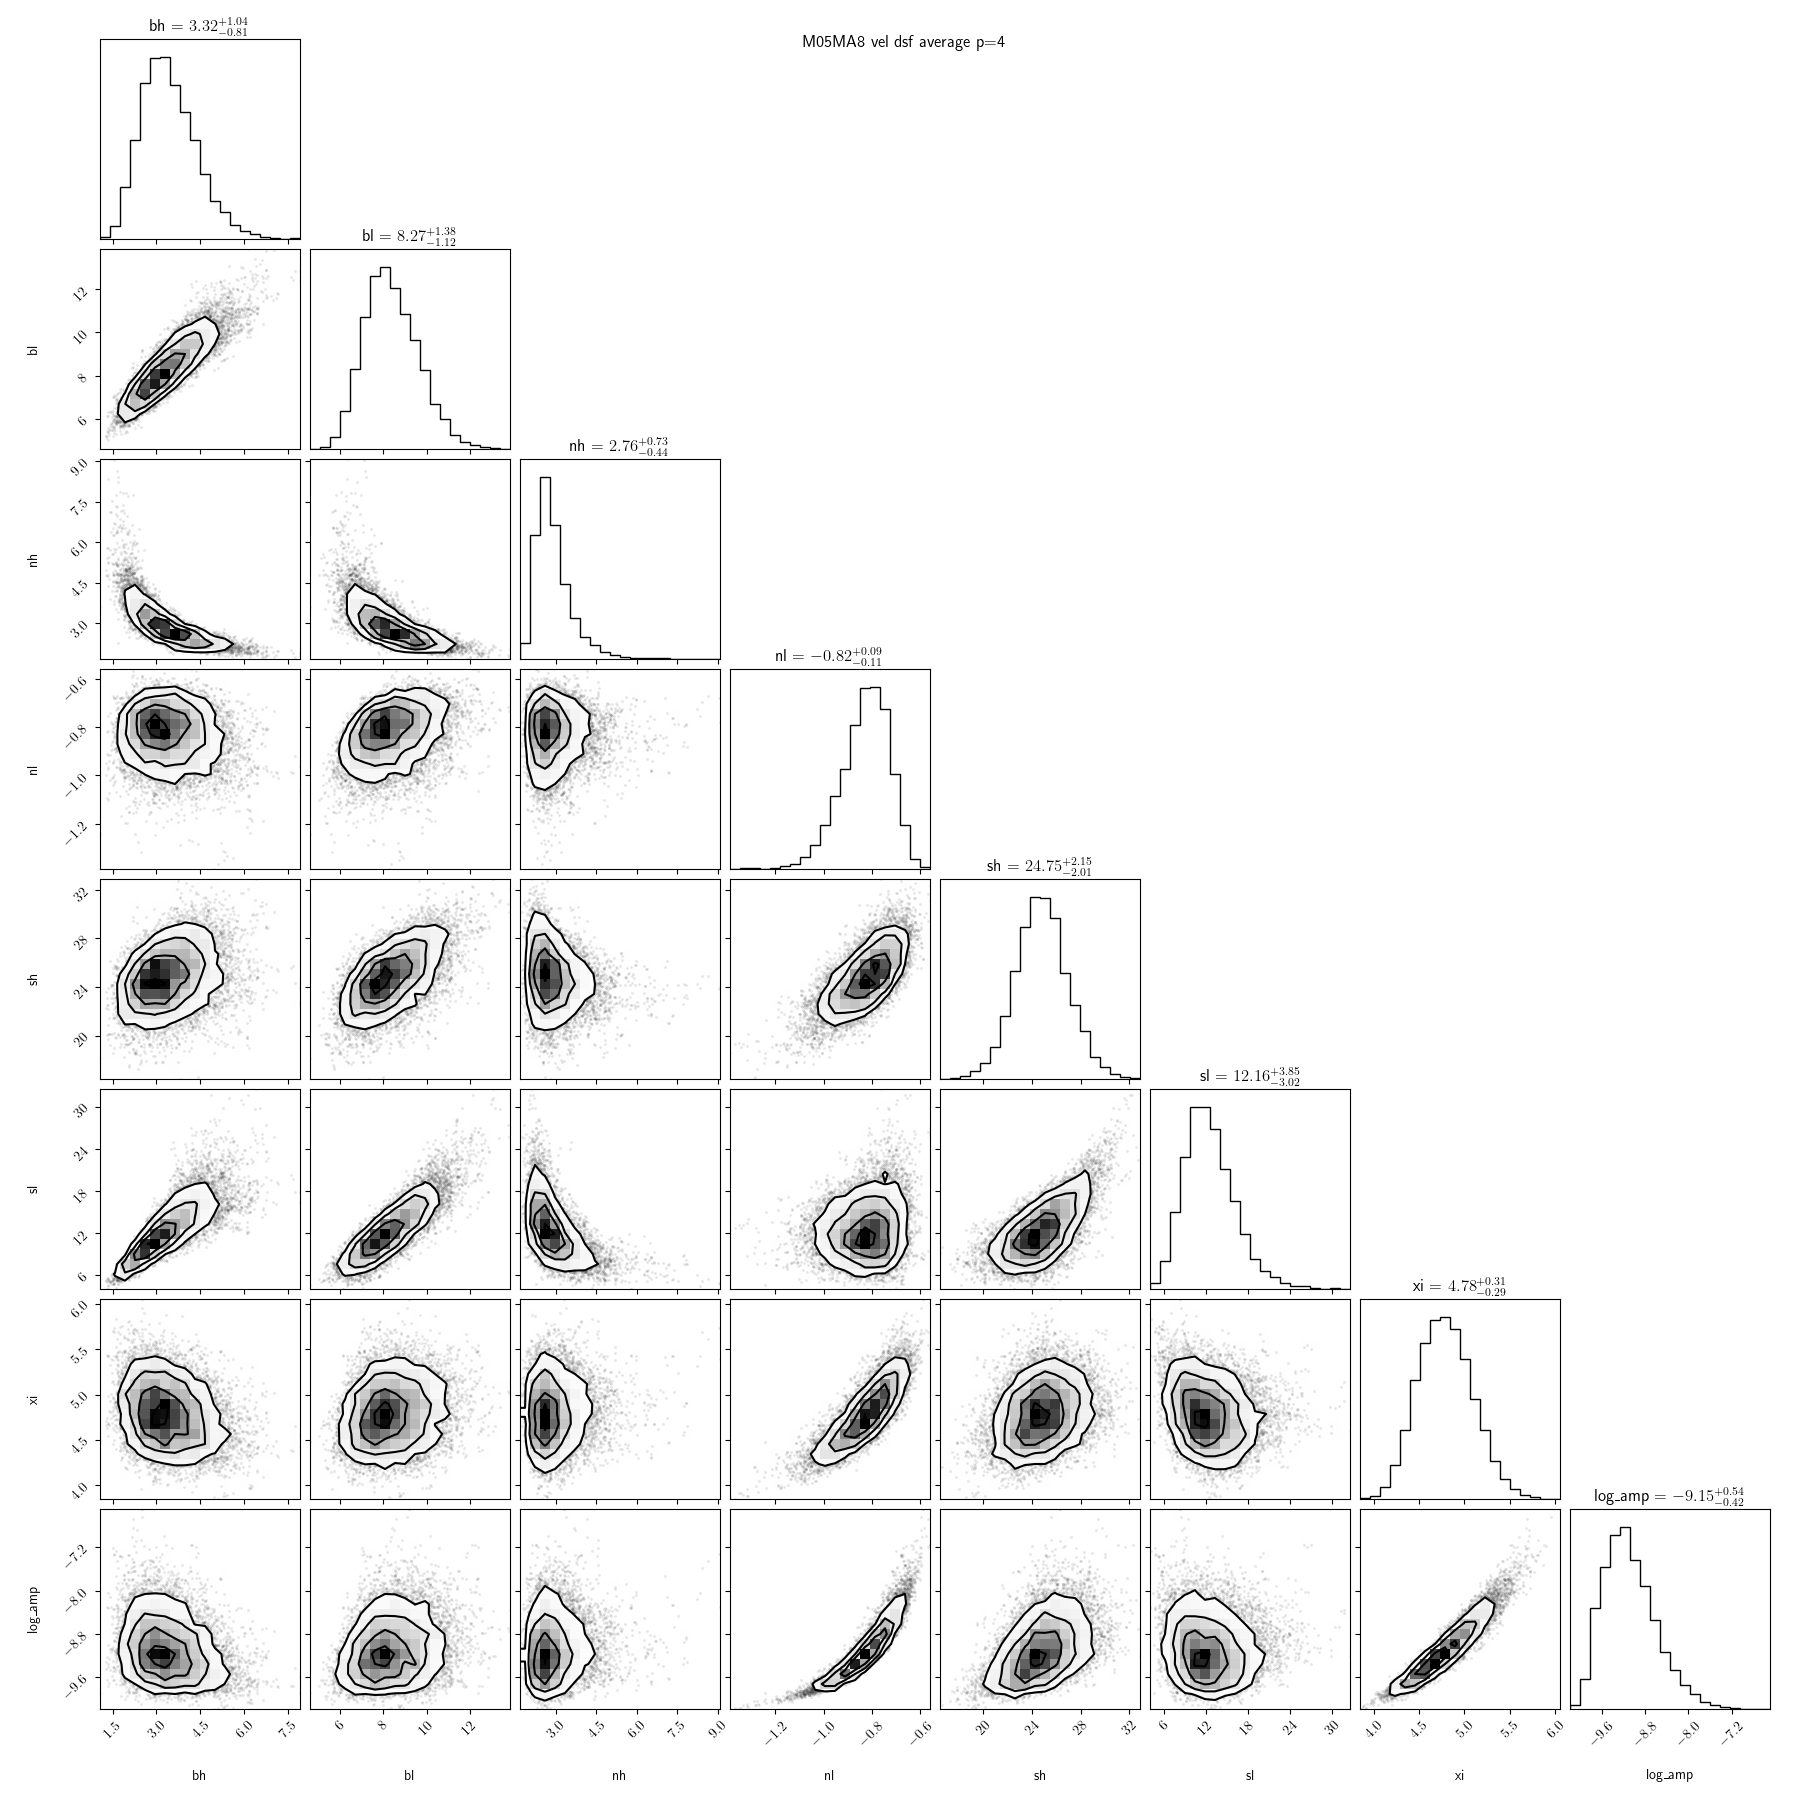 M05MA8 vel dsf average p=4
bh = 3.32^{+1.04}_{-0.81}
bl = 8.27^{+1.38}_{-1.12}
bl
12
10
8
6
nh = 2.76^{+0.73}_{-0.44}
nh
9.0
7.5
6.0
4.5
3.0
nl = −0.82^{+0.09}_{-0.11}
nl
−0.6
−0.8
−1.0
−1.2
sh = 24.75^{+2.15}_{-2.01}
sh
32
28
24
20
sl = 12.16^{+3.85}_{-3.02}
sl
30
24
18
12
6
xi = 4.78^{+0.31}_{-0.29}
xi
6.0
5.5
5.0
4.5
4.0
log_amp = −9.15^{+0.54}_{-0.42}
log_amp
−7.2
−8.0
−8.8
−9.6
1.5 3.0 4.5 6.0 7.5 6 8 10 12 3.0 4.5 6.0 7.5 9.0 −1.2 −1.0 −0.8 −0.6 20 24 28 32 6 12 18 24 30 4.0 4.5 5.0 5.5 6.0 −9.6 −8.8 −8.0 −7.2
bh bl nh nl sh sl xi log_amp